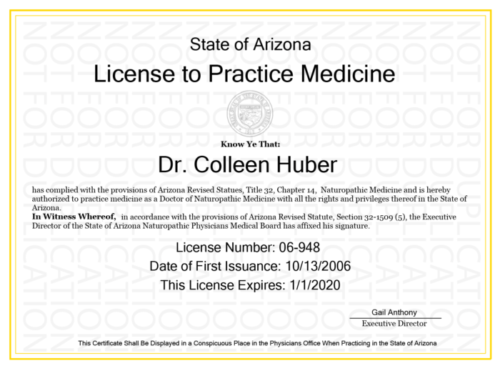 State of Arizona
License to Practice Medicine
Know Ye That:
Dr. Colleen Huber
has complied with the provisions of Arizona Revised Statues, Title 32, Chapter 14, Naturopathic Medicine and is hereby
authorized to practice medicine as a Doctor of Naturopathic Medicine with all the rights and privileges thereof in the State of
Arizona.
In Witness Whereof, in accordance with the provisions of Arizona Revised Statute, Section 32-1509 (5), the Executive
Director of the State of Arizona Naturopathic Physicians Medical Board has affixed his signature.
License Number: 06-948
Date of First Issuance: 10/13/2006
This License Expires: 1/1/2020
Gail Anthony
Executive Director
This Certificate Shall Be Displayed in a Conspicuous Place in the Physicians Office When Practicing in the State of Arizona